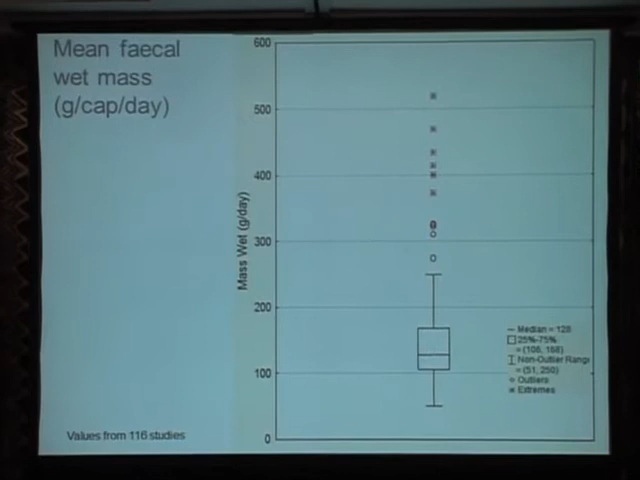 Mean faecal
wet mass
(g/cap/day)
600
500
400
300
200
100
0
Mass Wet (g/day)
Median = 128
25%-75%
= (106, 168)
Non-Outlier Range
= (51, 250)
Outliers
Extremes
Values from 116 studies